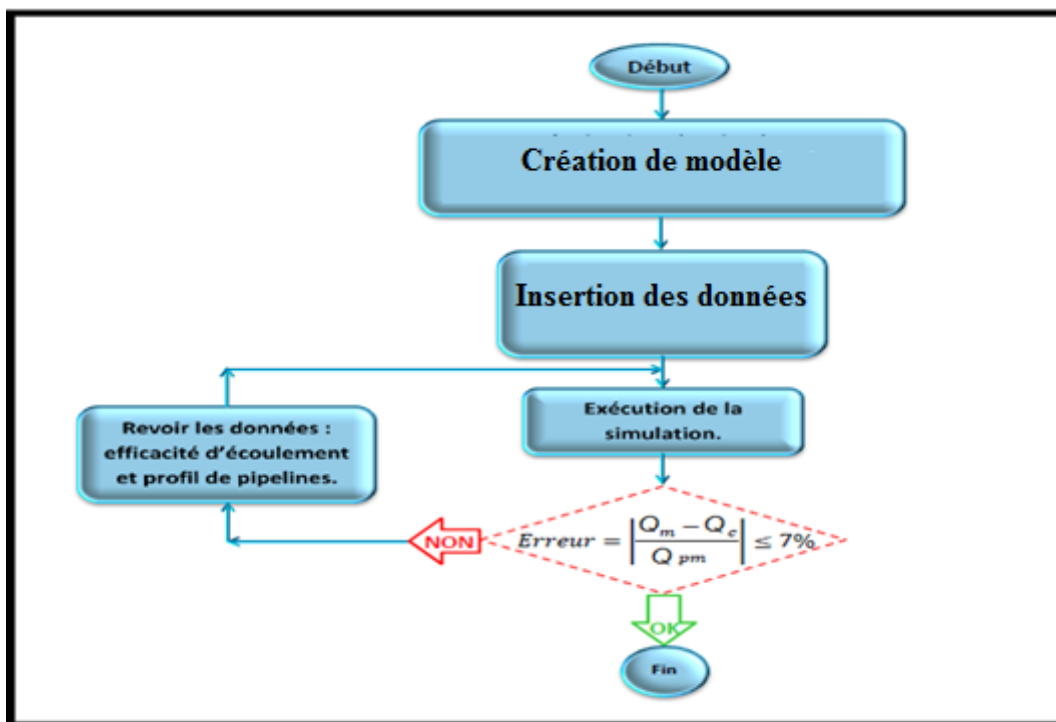 Début
Création de modèle
Insertion des données
Exécution de la
simulation.
Revoir les données :
efficacité d'écoulement
et profil de pipelines.
NON
Erreur = |(Q_m − Q_c) / Q_pm| ≤ 7%
OK
Fin